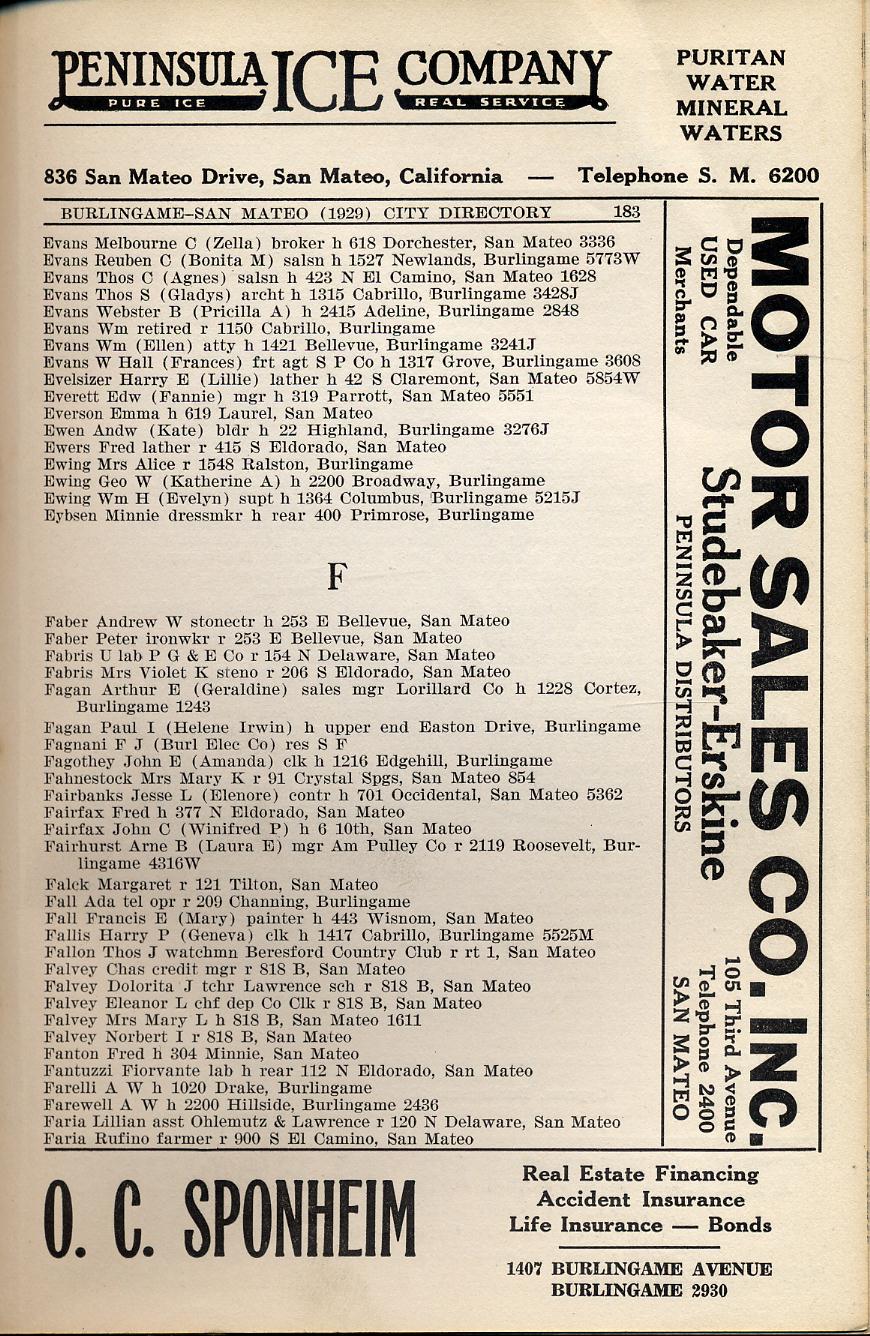 PENINSULA ICE COMPANY
PURE ICE
REAL SERVICE
PURITAN
WATER
MINERAL
WATERS
836 San Mateo Drive, San Mateo, California — Telephone S. M. 6200
BURLINGAME-SAN MATEO (1929) CITY DIRECTORY 183
Evans Melbourne C (Zella) broker h 618 Dorchester, San Mateo 3336
Evans Reuben C (Bonita M) salsn h 1527 Newlands, Burlingame 5773W
Evans Thos C (Agnes) salsn h 423 N El Camino, San Mateo 1628
Evans Thos S (Gladys) archt h 1315 Cabrillo, Burlingame 3428J
Evans Webster B (Pricilla A) h 2415 Adeline, Burlingame 2848
Evans Wm retired r 1150 Cabrillo, Burlingame
Evans Wm (Ellen) atty h 1421 Bellevue, Burlingame 3241J
Evans W Hall (Frances) frt agt S P Co h 1317 Grove, Burlingame 3608
Evelsizer Harry E (Lillie) lather h 42 S Claremont, San Mateo 5854W
Everett Edw (Fannie) mgr h 319 Parrott, San Mateo 5551
Everson Emma h 619 Laurel, San Mateo
Ewen Andw (Kate) bldr h 22 Highland, Burlingame 3276J
Ewers Fred lather r 415 S Eldorado, San Mateo
Ewing Mrs Alice r 1548 Ralston, Burlingame
Ewing Geo W (Katherine A) h 2200 Broadway, Burlingame
Ewing Wm H (Evelyn) supt h 1364 Columbus, Burlingame 5215J
Eybsen Minnie dressmkr h rear 400 Primrose, Burlingame
F
Faber Andrew W stonectr h 253 E Bellevue, San Mateo
Faber Peter ironwkr r 253 E Bellevue, San Mateo
Fabris U lab P G & E Co r 154 N Delaware, San Mateo
Fabris Mrs Violet K steno r 206 S Eldorado, San Mateo
Fagan Arthur E (Geraldine) sales mgr Lorillard Co h 1228 Cortez,
Burlingame 1243
Fagan Paul I (Helene Irwin) h upper end Easton Drive, Burlingame
Fagnani F J (Burl Elec Co) res S F
Fagothey John E (Amanda) clk h 1216 Edgehill, Burlingame
Fahnestock Mrs Mary K r 91 Crystal Spgs, San Mateo 854
Fairbanks Jesse L (Elenore) contr h 701 Occidental, San Mateo 5362
Fairfax Fred h 377 N Eldorado, San Mateo
Fairfax John C (Winifred P) h 6 10th, San Mateo
Fairhurst Arne B (Laura E) mgr Am Pulley Co r 2119 Roosevelt, Bur-
lingame 4316W
Falck Margaret r 121 Tilton, San Mateo
Fall Ada tel opr r 209 Channing, Burlingame
Fall Francis E (Mary) painter h 443 Wisnom, San Mateo
Fallis Harry P (Geneva) clk h 1417 Cabrillo, Burlingame 5525M
Fallon Thos J watchmn Beresford Country Club r rt 1, San Mateo
Falvey Chas credit mgr r 818 B, San Mateo
Falvey Dolorita J tchr Lawrence sch r 818 B, San Mateo
Falvey Eleanor L chf dep Co Clk r 818 B, San Mateo
Falvey Mrs Mary L h 818 B, San Mateo 1611
Falvey Norbert I r 818 B, San Mateo
Fanton Fred h 304 Minnie, San Mateo
Fantuzzi Fiorvante lab h rear 112 N Eldorado, San Mateo
Farelli A W h 1020 Drake, Burlingame
Farewell A W h 2200 Hillside, Burlingame 2436
Faria Lillian asst Ohlemutz & Lawrence r 120 N Delaware, San Mateo
Faria Rufino farmer r 900 S El Camino, San Mateo
MOTOR SALES CO. INC.
Dependable
USED CAR
Merchants
Studebaker-Erskine
PENINSULA DISTRIBUTORS
105 Third Avenue
Telephone 2400
SAN MATEO
O. C. SPONHEIM
Real Estate Financing
Accident Insurance
Life Insurance — Bonds
1407 BURLINGAME AVENUE
BURLINGAME 2930